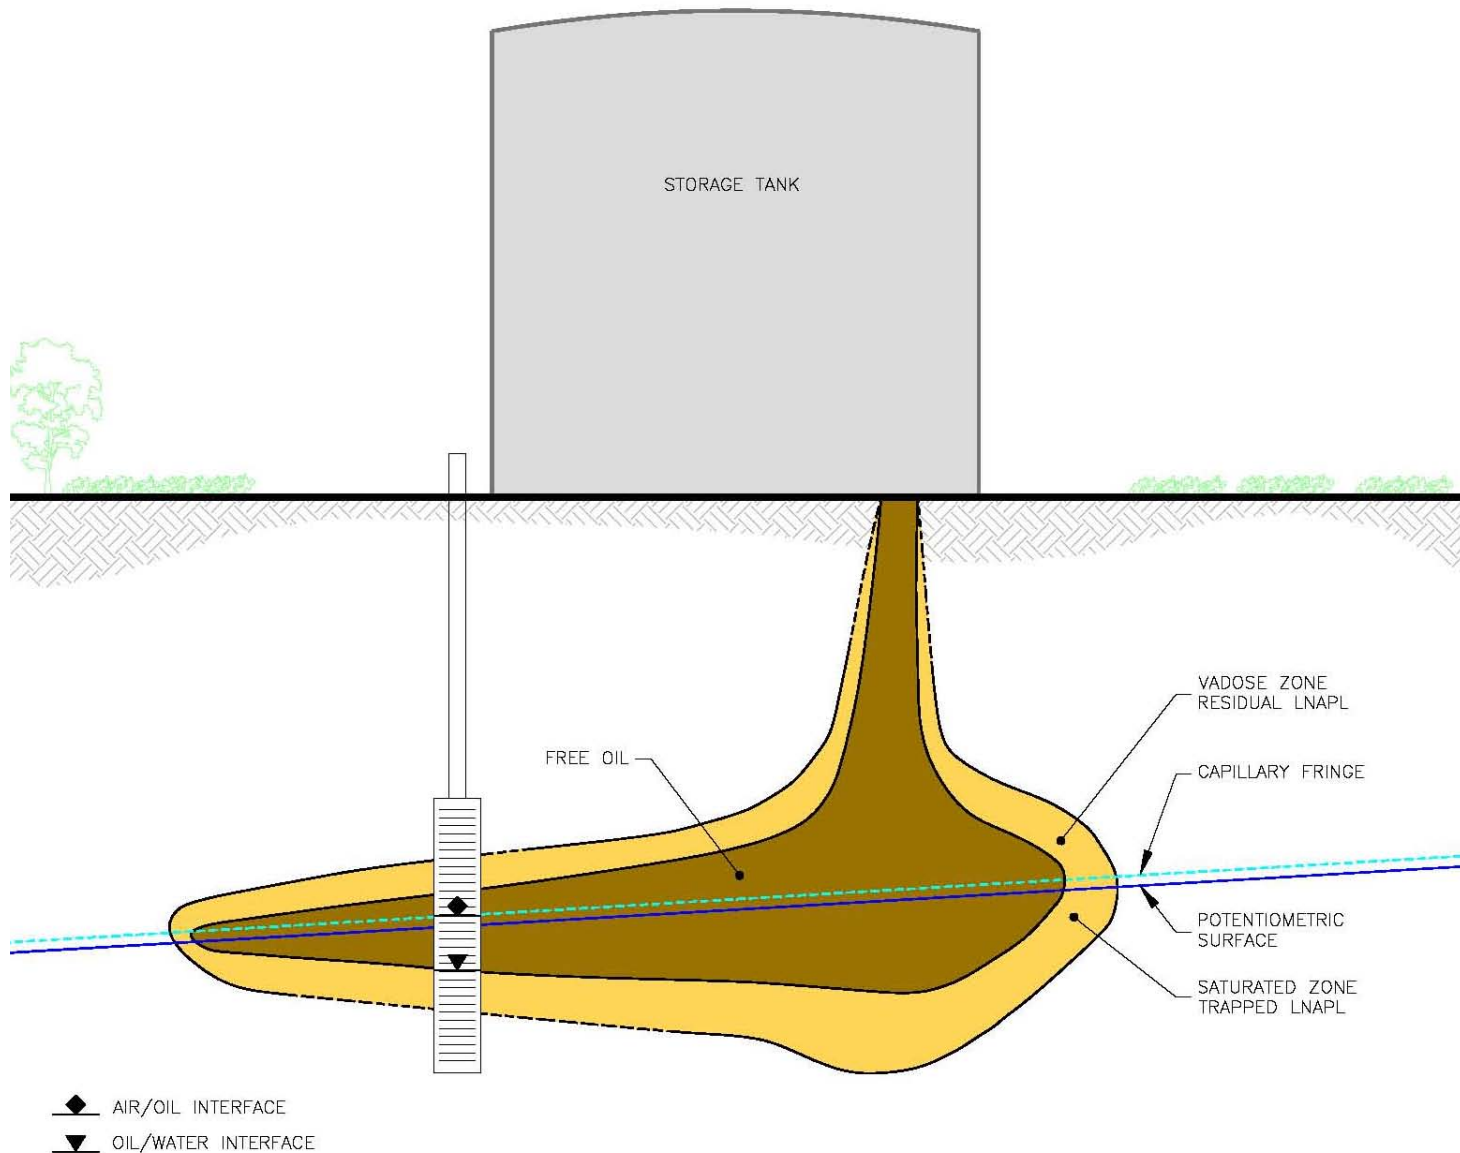 STORAGE TANK
VADOSE ZONE
RESIDUAL LNAPL
FREE OIL
CAPILLARY FRINGE
POTENTIOMETRIC
SURFACE
SATURATED ZONE
TRAPPED LNAPL
AIR/OIL INTERFACE
OIL/WATER INTERFACE